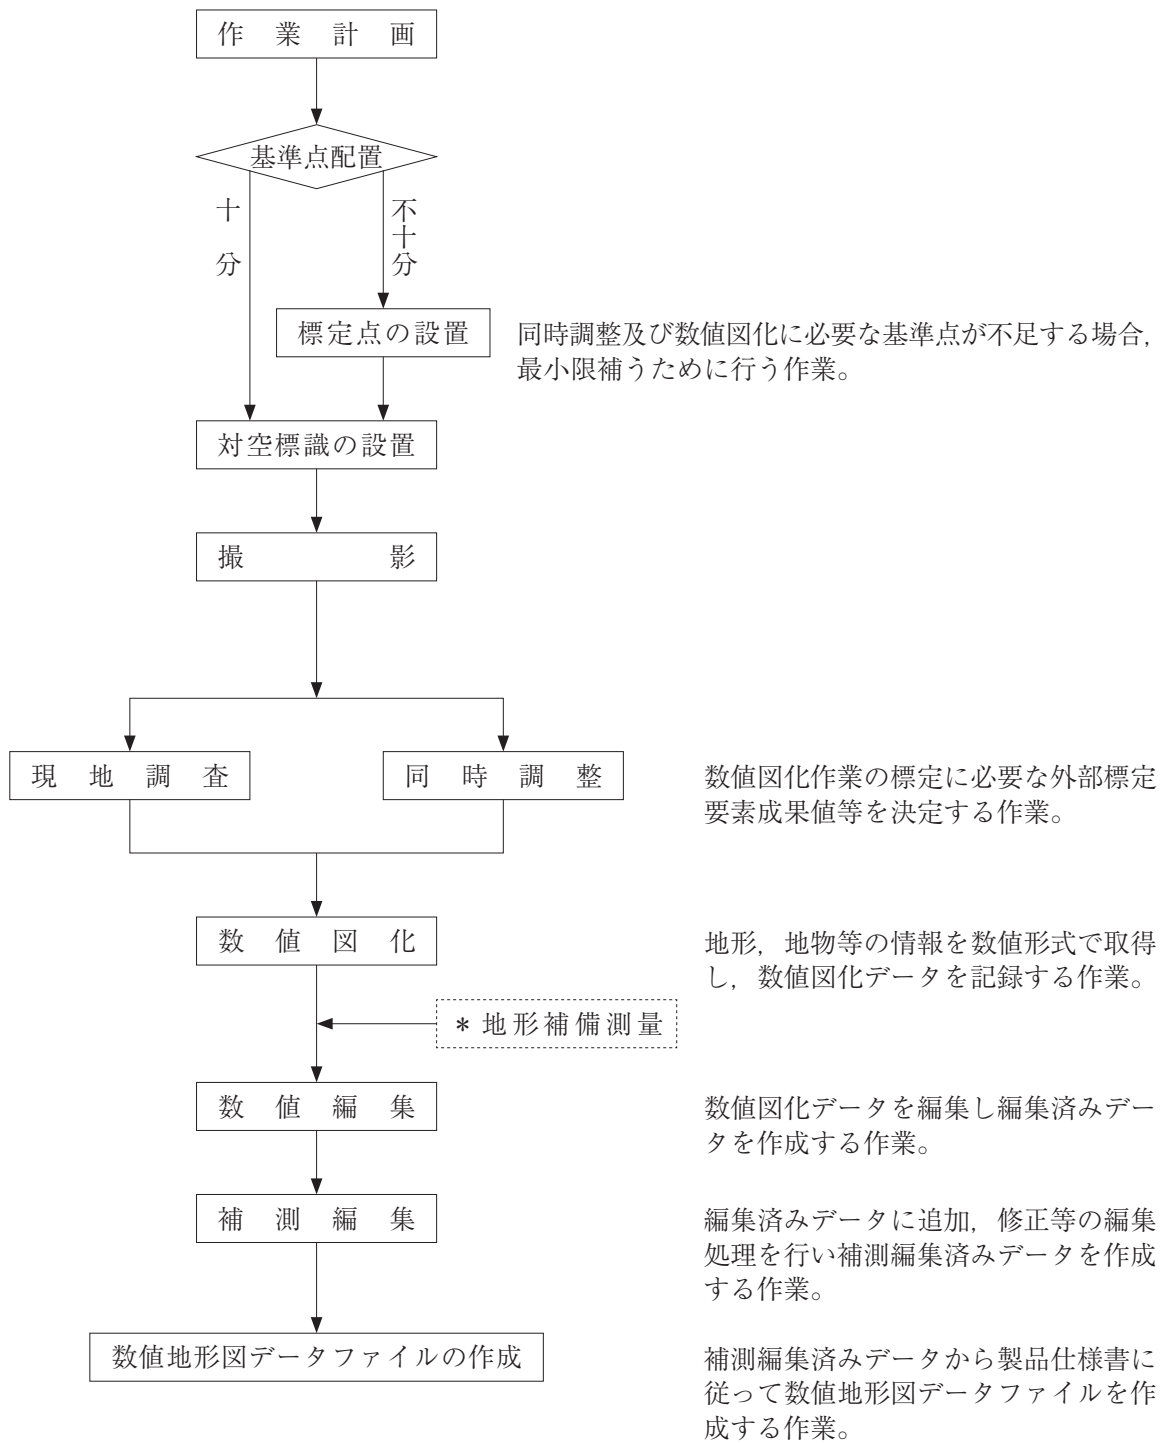 作業計画
基準点配置
十分
不十分
標定点の設置
同時調整及び数値図化に必要な基準点が不足する場合，
最小限補うために行う作業。
対空標識の設置
撮影
現地調査
同時調整
数値図化作業の標定に必要な外部標定
要素成果値等を決定する作業。
数値図化
地形，地物等の情報を数値形式で取得
し，数値図化データを記録する作業。
＊地形補備測量
数値編集
数値図化データを編集し編集済みデー
タを作成する作業。
補測編集
編集済みデータに追加，修正等の編集
処理を行い補測編集済みデータを作成
する作業。
数値地形図データファイルの作成
補測編集済みデータから製品仕様書に
従って数値地形図データファイルを作
成する作業。